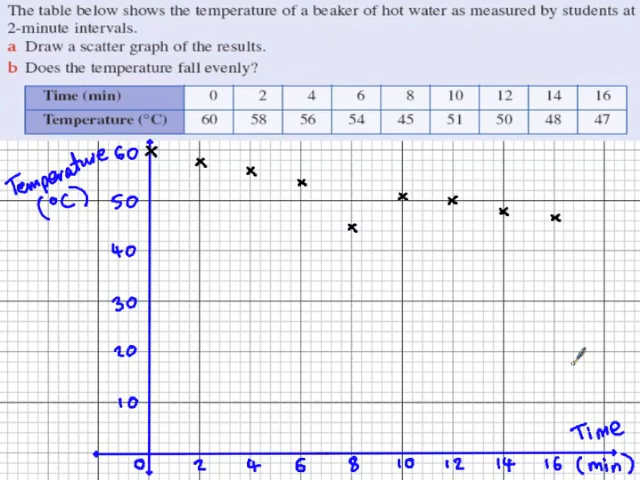 The table below shows the temperature of a beaker of hot water as measured by students at
2-minute intervals.
a Draw a scatter graph of the results.
b Does the temperature fall evenly?
Time (min) 0 2 4 6 8 10 12 14 16
Temperature (°C) 60 58 56 54 45 51 50 48 47
Temperature
(°C)
60
50
40
30
20
10
Time
0 2 4 6 8 10 12 14 16 (min)